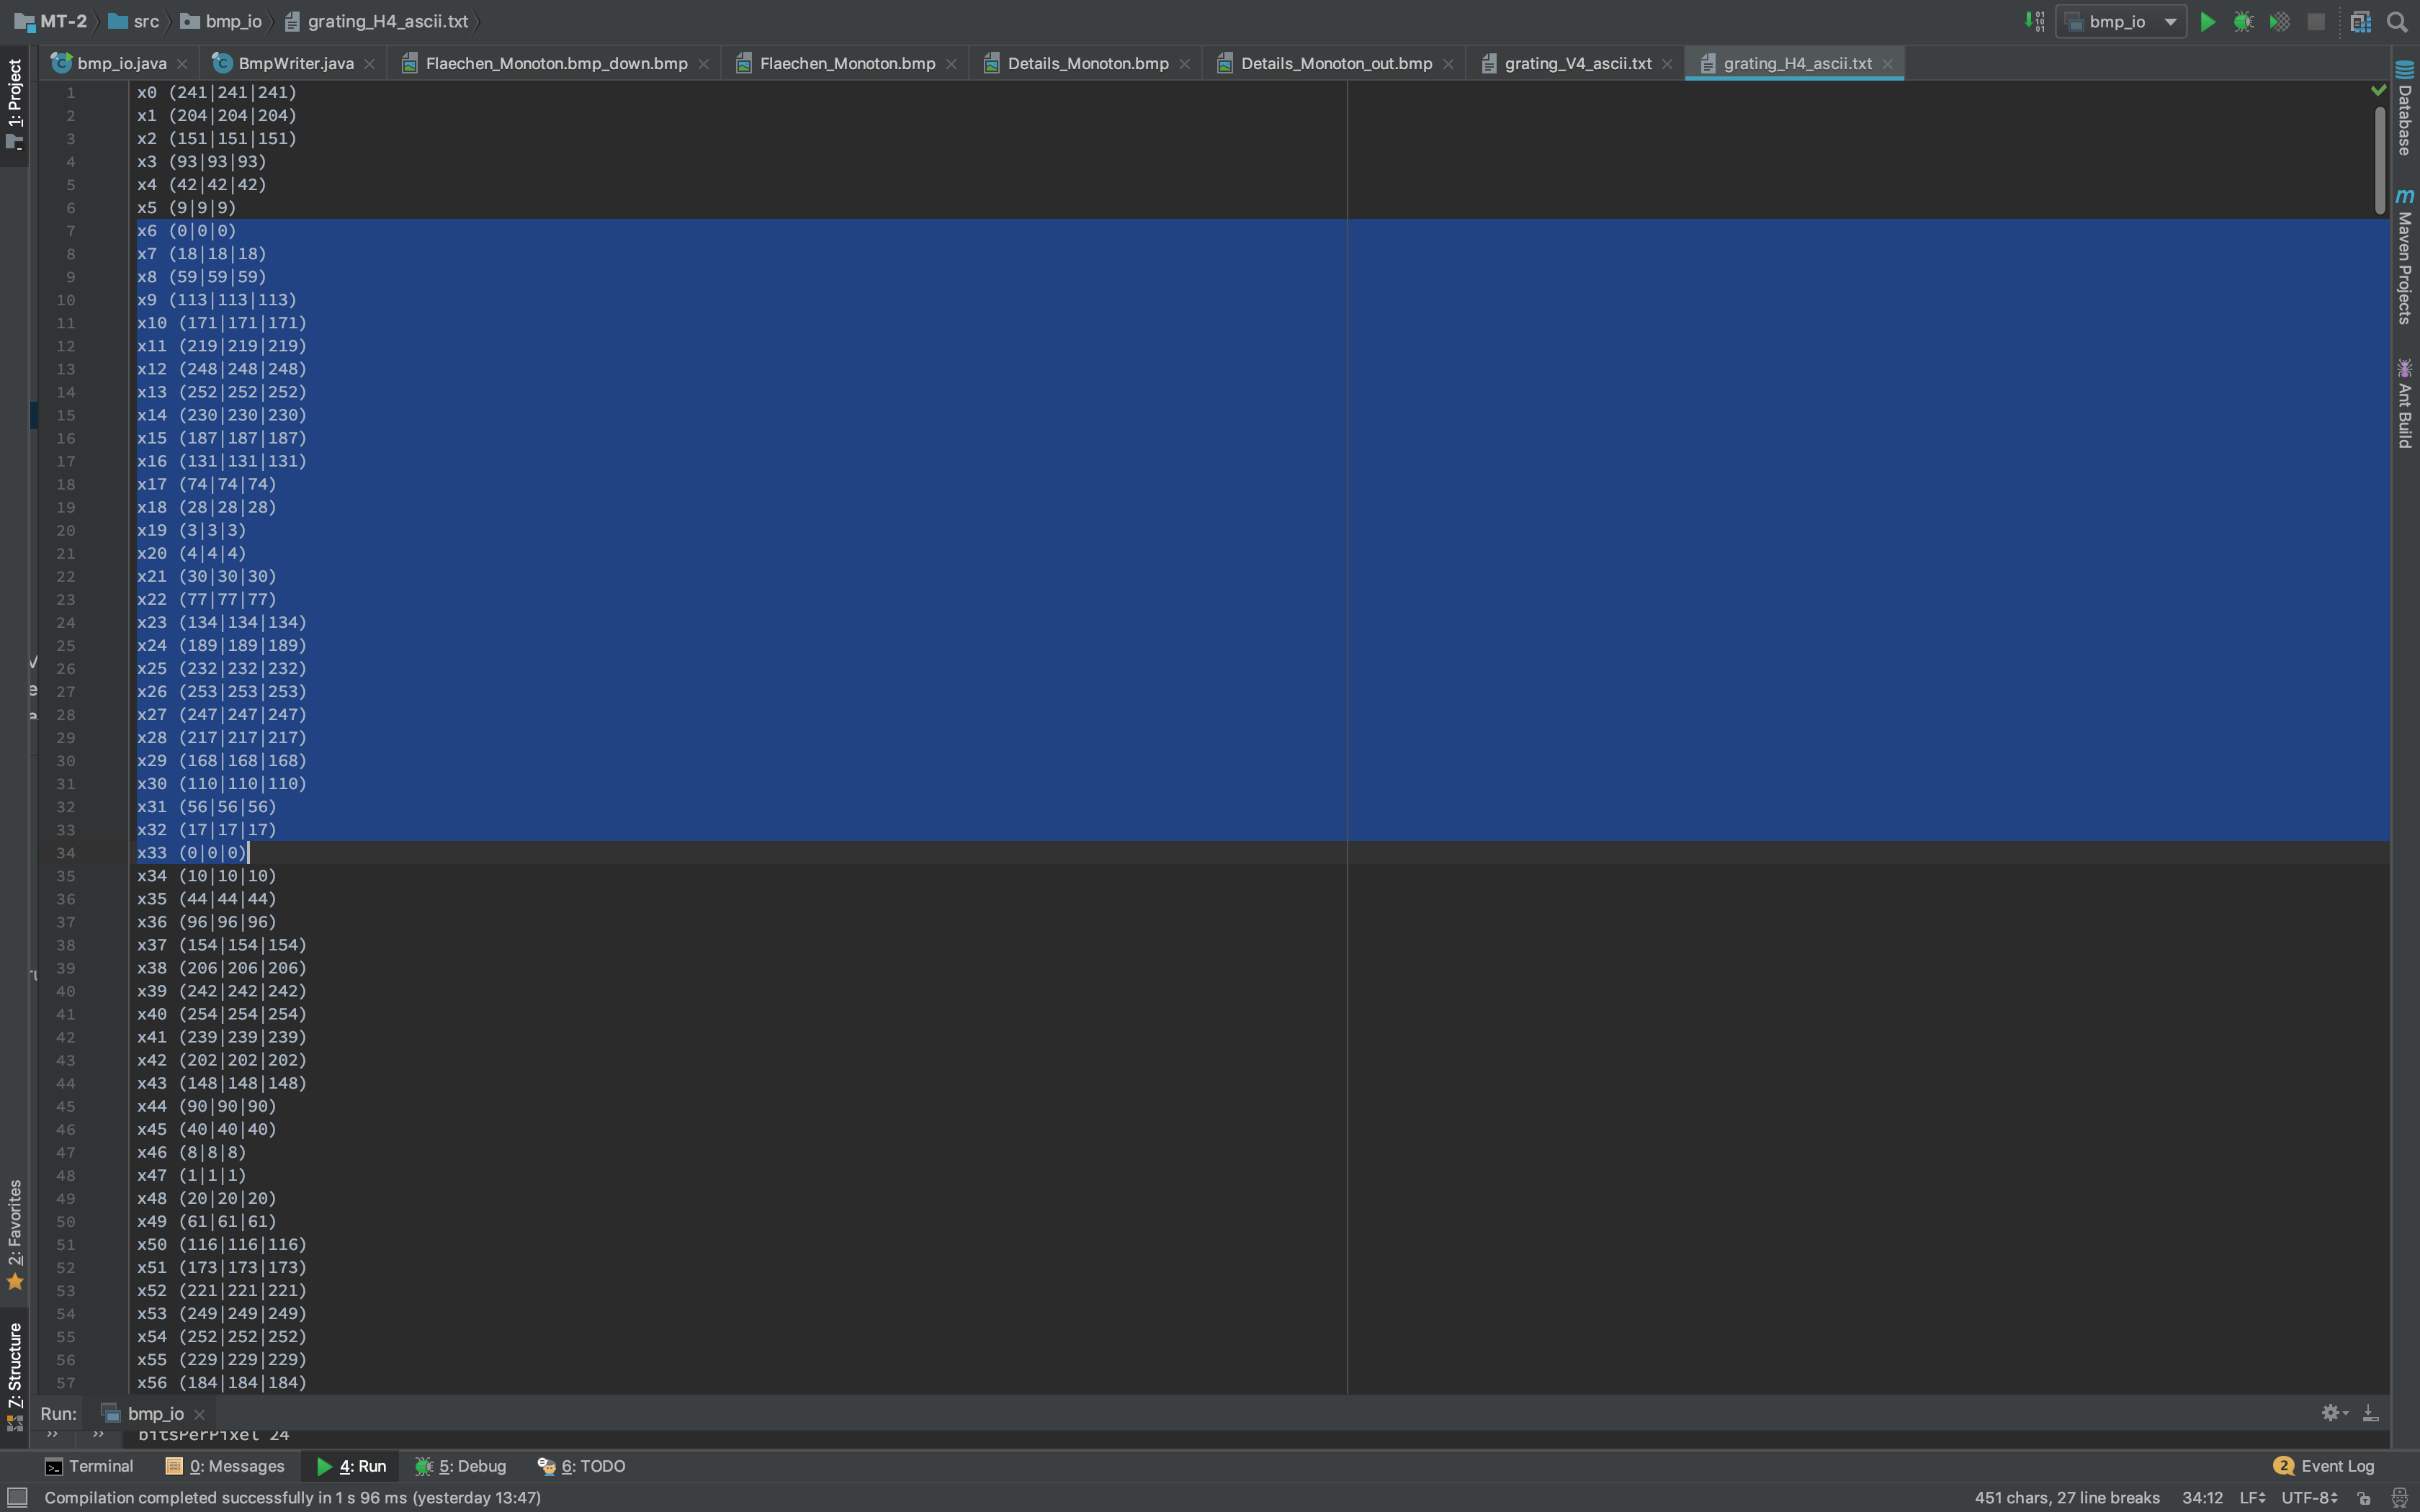 MT-2 src bmp_io grating_H4_ascii.txt bmp_io
bmp_io.java BmpWriter.java Flaechen_Monoton.bmp_down.bmp Flaechen_Monoton.bmp Details_Monoton.bmp Details_Monoton_out.bmp grating_V4_ascii.txt grating_H4_ascii.txt
1: Project
2: Favorites
7: Structure
1 x0 (241|241|241)
2 x1 (204|204|204)
3 x2 (151|151|151)
4 x3 (93|93|93)
5 x4 (42|42|42)
6 x5 (9|9|9)
7 x6 (0|0|0)
8 x7 (18|18|18)
9 x8 (59|59|59)
10 x9 (113|113|113)
11 x10 (171|171|171)
12 x11 (219|219|219)
13 x12 (248|248|248)
14 x13 (252|252|252)
15 x14 (230|230|230)
16 x15 (187|187|187)
17 x16 (131|131|131)
18 x17 (74|74|74)
19 x18 (28|28|28)
20 x19 (3|3|3)
21 x20 (4|4|4)
22 x21 (30|30|30)
23 x22 (77|77|77)
24 x23 (134|134|134)
25 x24 (189|189|189)
26 x25 (232|232|232)
27 x26 (253|253|253)
28 x27 (247|247|247)
29 x28 (217|217|217)
30 x29 (168|168|168)
31 x30 (110|110|110)
32 x31 (56|56|56)
33 x32 (17|17|17)
34 x33 (0|0|0)
35 x34 (10|10|10)
36 x35 (44|44|44)
37 x36 (96|96|96)
38 x37 (154|154|154)
39 x38 (206|206|206)
40 x39 (242|242|242)
41 x40 (254|254|254)
42 x41 (239|239|239)
43 x42 (202|202|202)
44 x43 (148|148|148)
45 x44 (90|90|90)
46 x45 (40|40|40)
47 x46 (8|8|8)
48 x47 (1|1|1)
49 x48 (20|20|20)
50 x49 (61|61|61)
51 x50 (116|116|116)
52 x51 (173|173|173)
53 x52 (221|221|221)
54 x53 (249|249|249)
55 x54 (252|252|252)
56 x55 (229|229|229)
57 x56 (184|184|184)
Database
Maven Projects
Ant Build
Run: bmp_io
bitsPerPixel 24
Terminal 0: Messages 4: Run 5: Debug 6: TODO 2 Event Log
Compilation completed successfully in 1 s 96 ms (yesterday 13:47) 451 chars, 27 line breaks 34:12 LF UTF-8